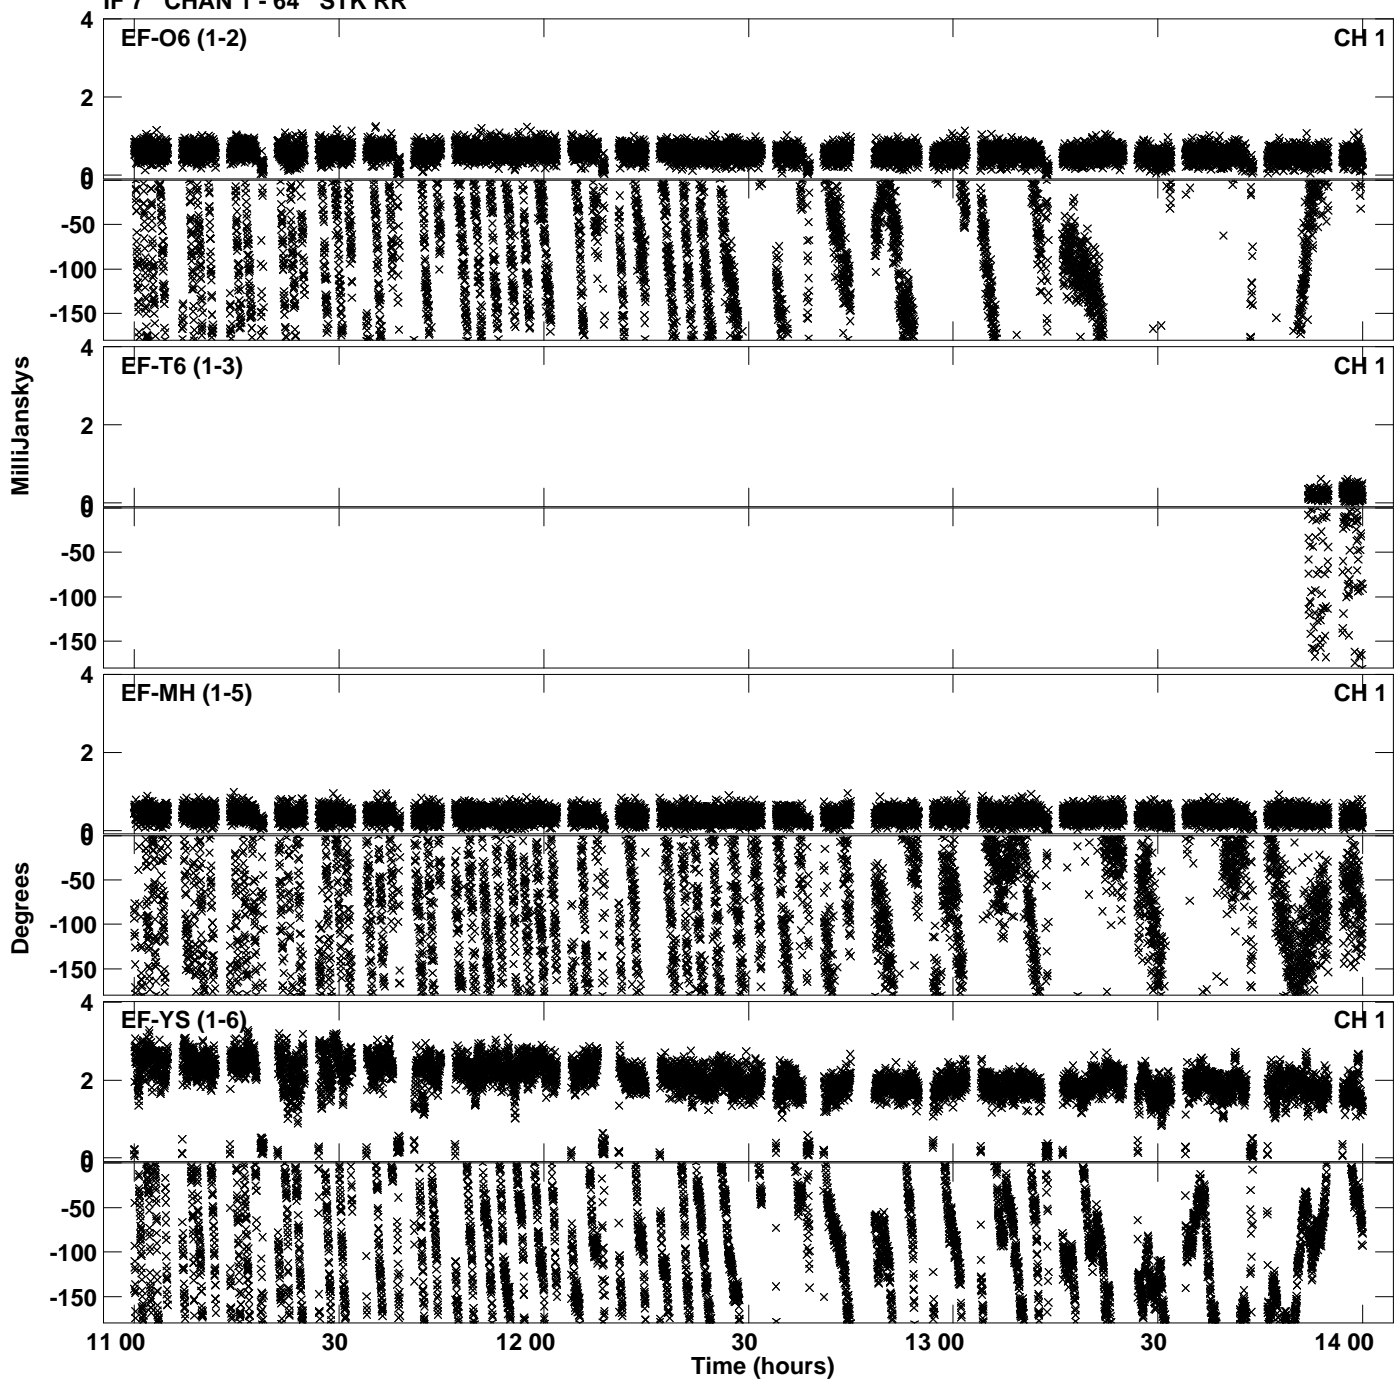 IF 7 CHAN 1 - 64 STK RR
4
EF-O6 (1-2)
CH 1
2
0
0
-50
-100
-150
4
EF-T6 (1-3)
CH 1
2
0
0
-50
-100
-150
4
EF-MH (1-5)
CH 1
2
0
0
-50
-100
-150
4
EF-YS (1-6)
CH 1
2
0
0
-50
-100
-150
MilliJanskys
Degrees
11 00 30 12 00 30 13 00 30 14 00
Time (hours)